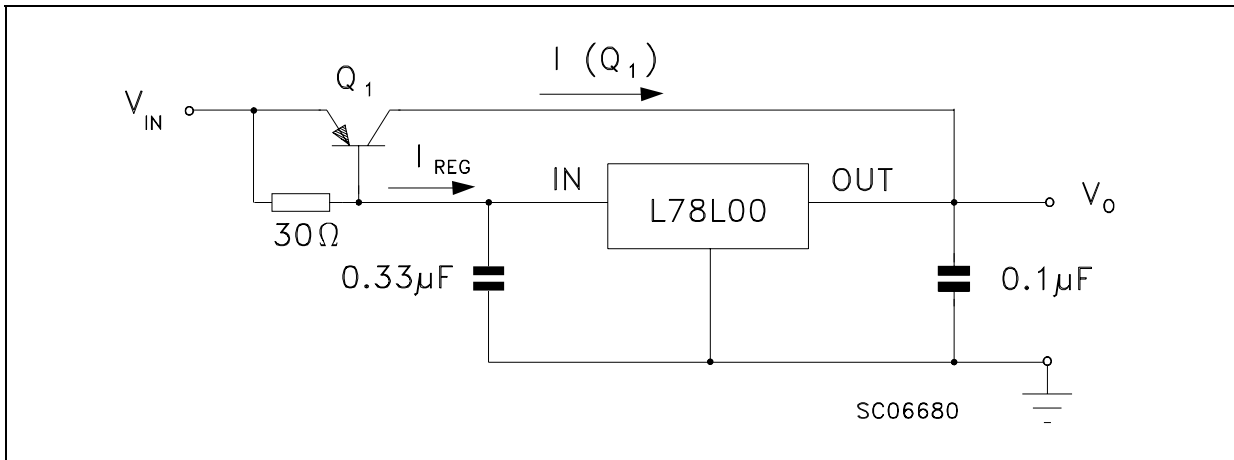 I (Q1)
Q1
VIN
IREG
IN
OUT
L78L00
VO
30Ω
0.33µF
0.1µF
SC06680